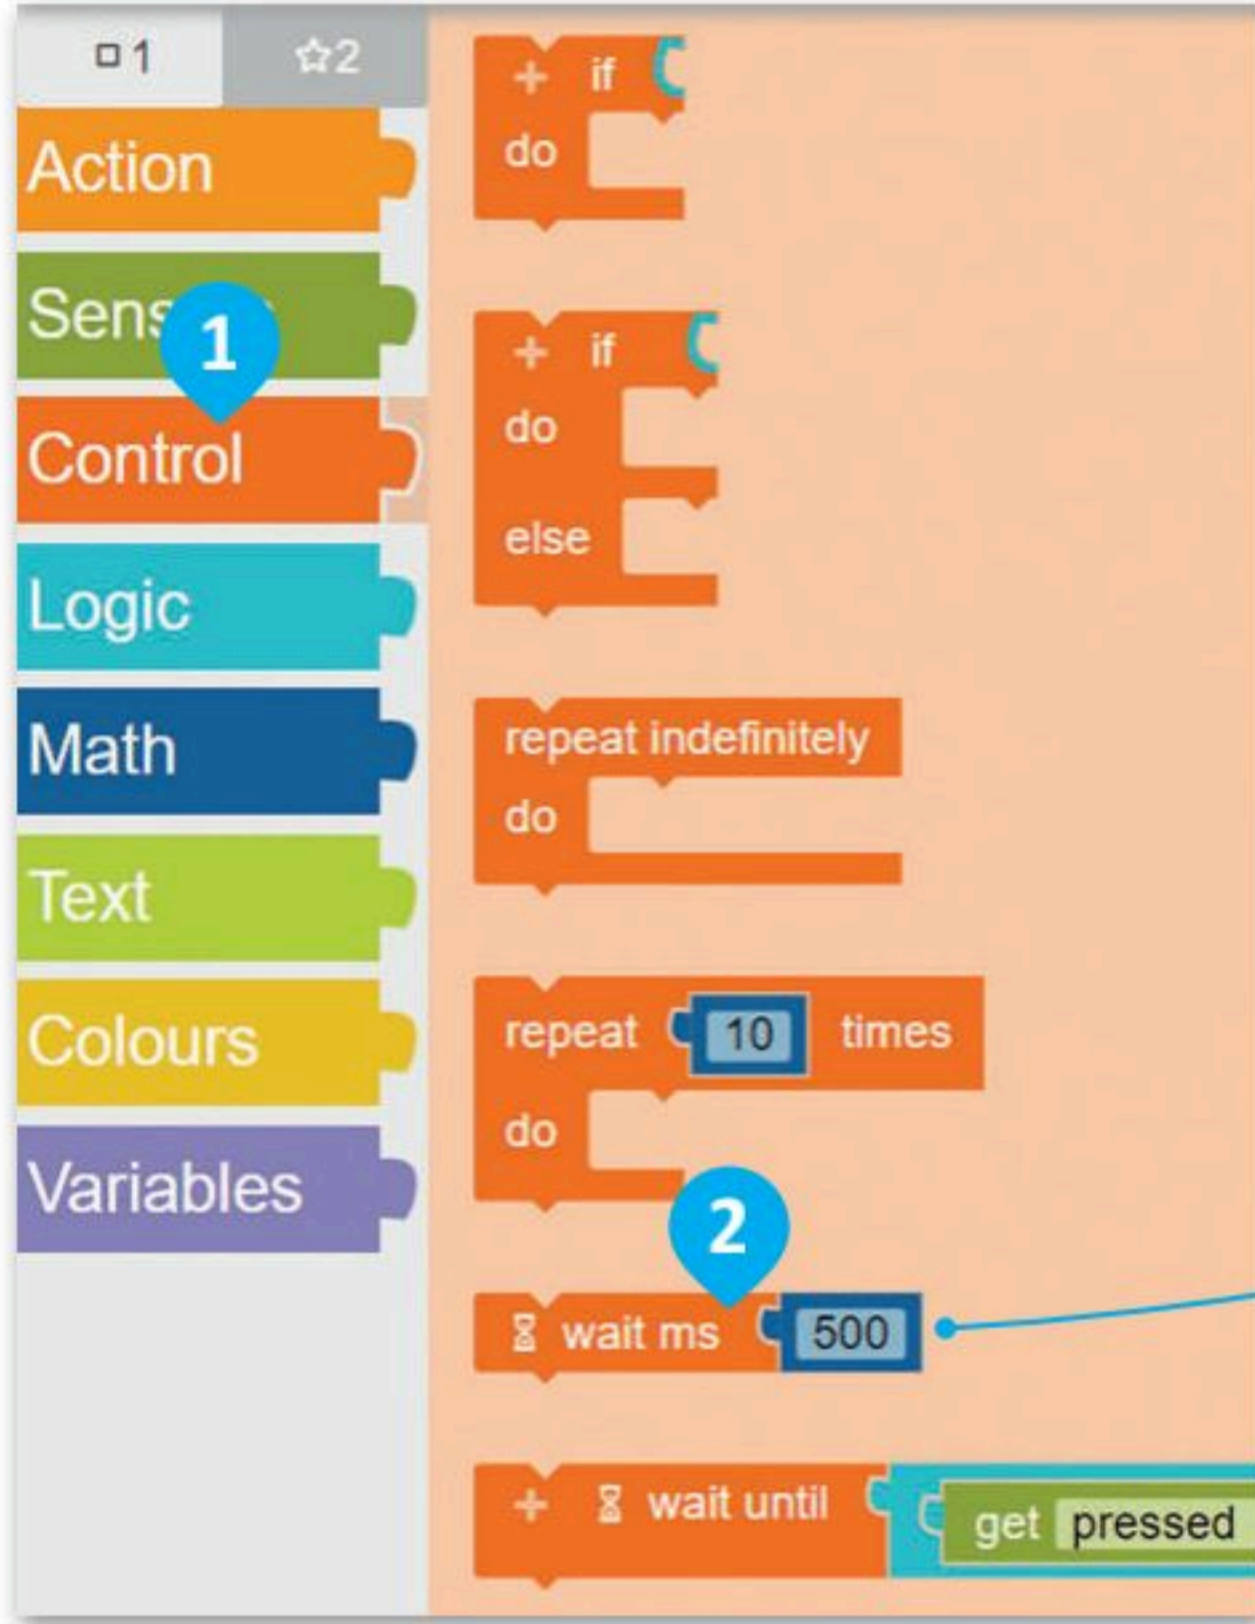 1
2
Action
Sens
1
Control
Logic
Math
Text
Colours
Variables
+ if
do
+ if
do
else
repeat indefinitely
do
repeat 10 times
do
2
wait ms 500
+ wait until get pressed